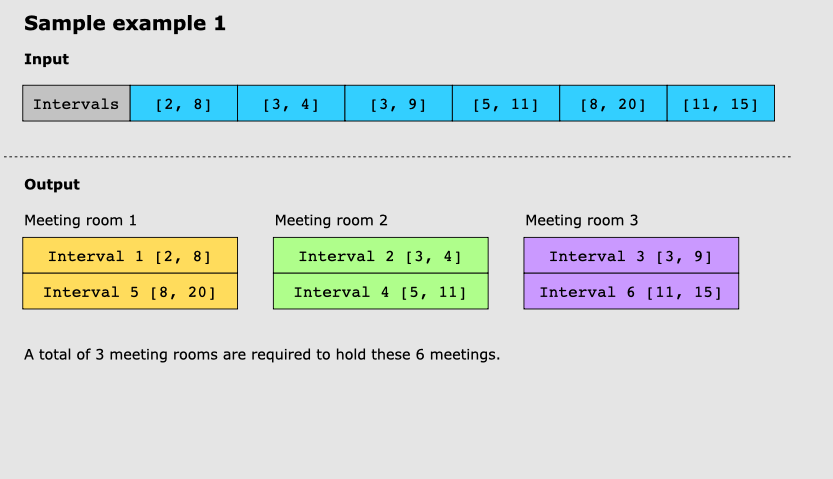 Sample example 1
Input
Intervals [2, 8] [3, 4] [3, 9] [5, 11] [8, 20] [11, 15]
Output
Meeting room 1 Meeting room 2 Meeting room 3
Interval 1 [2, 8] Interval 2 [3, 4] Interval 3 [3, 9]
Interval 5 [8, 20] Interval 4 [5, 11] Interval 6 [11, 15]
A total of 3 meeting rooms are required to hold these 6 meetings.